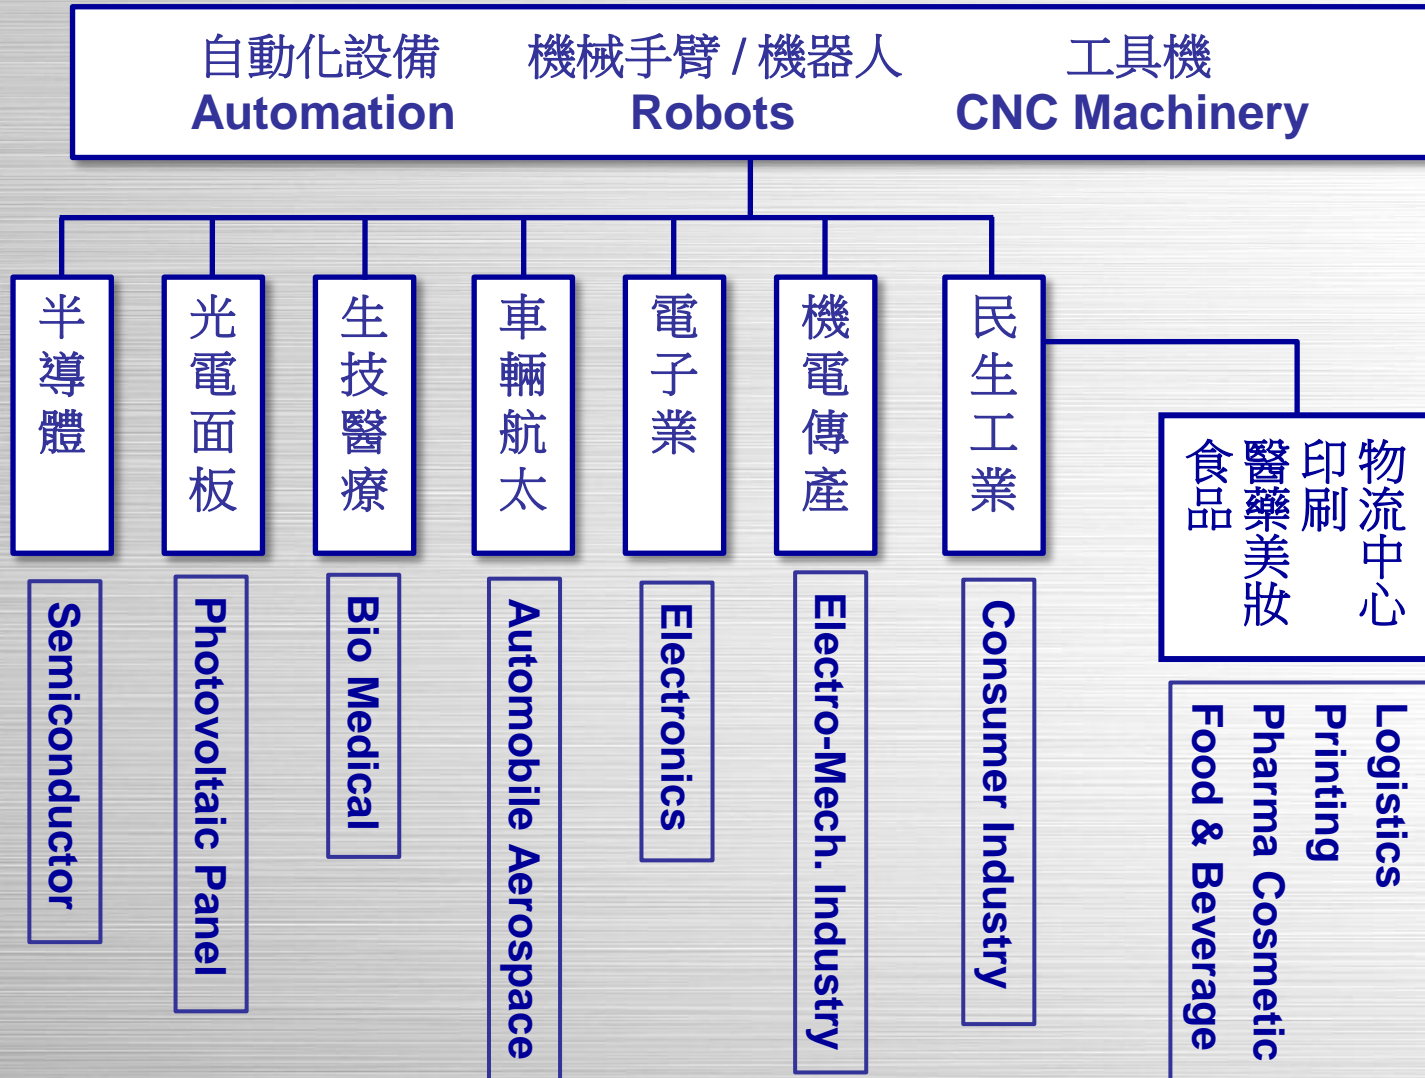 自動化設備
Automation
機械手臂 / 機器人
Robots
工具機
CNC Machinery
半導體
光電面板
生技醫療
車輛航太
電子業
機電傳產
民生工業
物流中心
印刷
醫藥美妝
食品
Semiconductor
Photovoltaic Panel
Bio Medical
Automobile Aerospace
Electronics
Electro-Mech. Industry
Consumer Industry
Logistics
Printing
Pharma Cosmetic
Food & Beverage